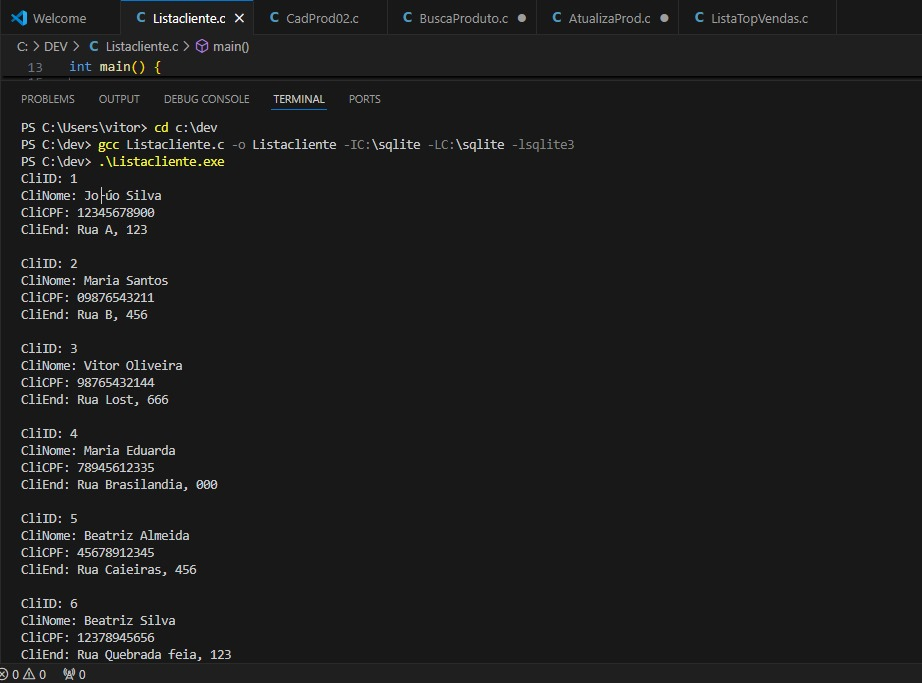 Welcome
C Listacliente.c ×
C CadProd02.c
C BuscaProduto.c ●
C AtualizaProd.c ●
C ListaTopVendas.c
C: > DEV > C Listacliente.c > main()
13 int main() {
PROBLEMS OUTPUT DEBUG CONSOLE TERMINAL PORTS
PS C:\Users\vitor> cd c:\dev
PS C:\dev> gcc Listacliente.c -o Listacliente -IC:\sqlite -LC:\sqlite -lsqlite3
PS C:\dev> .\Listacliente.exe
CliID: 1
CliNome: Jo├úo Silva
CliCPF: 12345678900
CliEnd: Rua A, 123
CliID: 2
CliNome: Maria Santos
CliCPF: 09876543211
CliEnd: Rua B, 456
CliID: 3
CliNome: Vitor Oliveira
CliCPF: 98765432144
CliEnd: Rua Lost, 666
CliID: 4
CliNome: Maria Eduarda
CliCPF: 78945612335
CliEnd: Rua Brasilandia, 000
CliID: 5
CliNome: Beatriz Almeida
CliCPF: 45678912345
CliEnd: Rua Caieiras, 456
CliID: 6
CliNome: Beatriz Silva
CliCPF: 12378945656
CliEnd: Rua Quebrada feia, 123
0 0 0